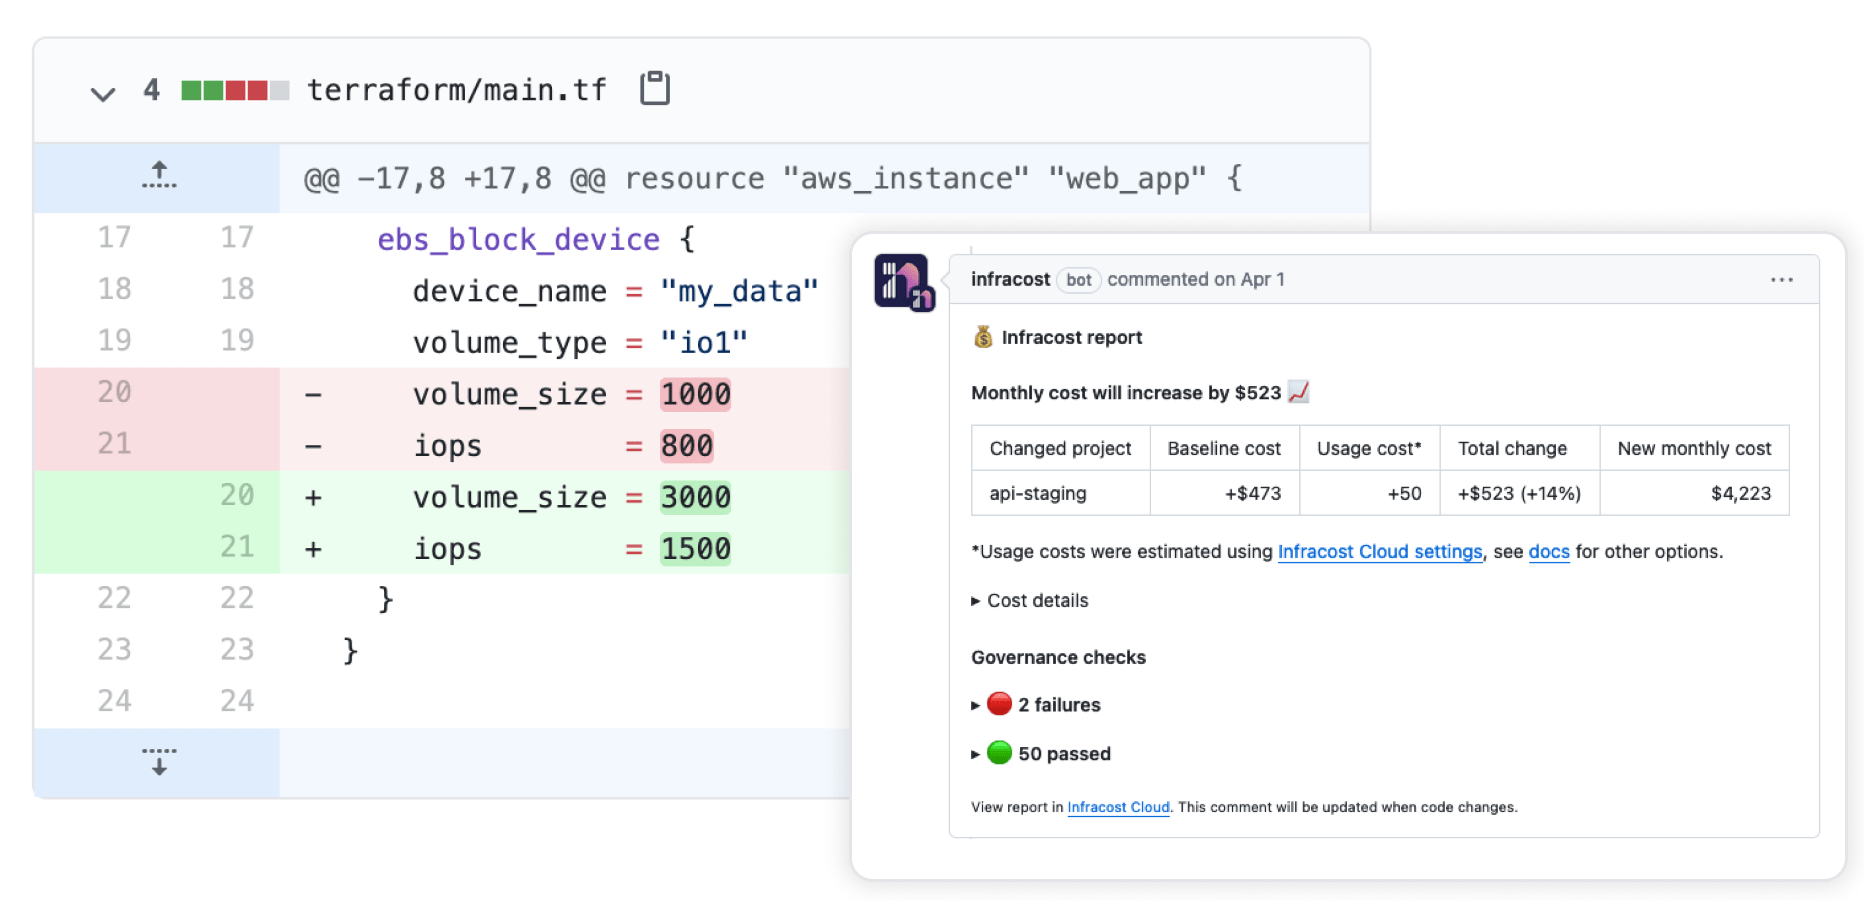 4 terraform/main.tf
@@ -17,8 +17,8 @@ resource "aws_instance" "web_app" {
17 17 ebs_block_device {
18 18 device_name = "my_data"
19 19 volume_type = "io1"
20 - volume_size = 1000
21 - iops = 800
20 + volume_size = 3000
21 + iops = 1500
22 22 }
23 23 }
24 24
infracost bot commented on Apr 1
💰 Infracost report
Monthly cost will increase by $523 📈
Changed project Baseline cost Usage cost* Total change New monthly cost
api-staging +$473 +50 +$523 (+14%) $4,223
*Usage costs were estimated using Infracost Cloud settings, see docs for other options.
▸ Cost details
Governance checks
▸ 🔴 2 failures
▸ 🟢 50 passed
View report in Infracost Cloud. This comment will be updated when code changes.